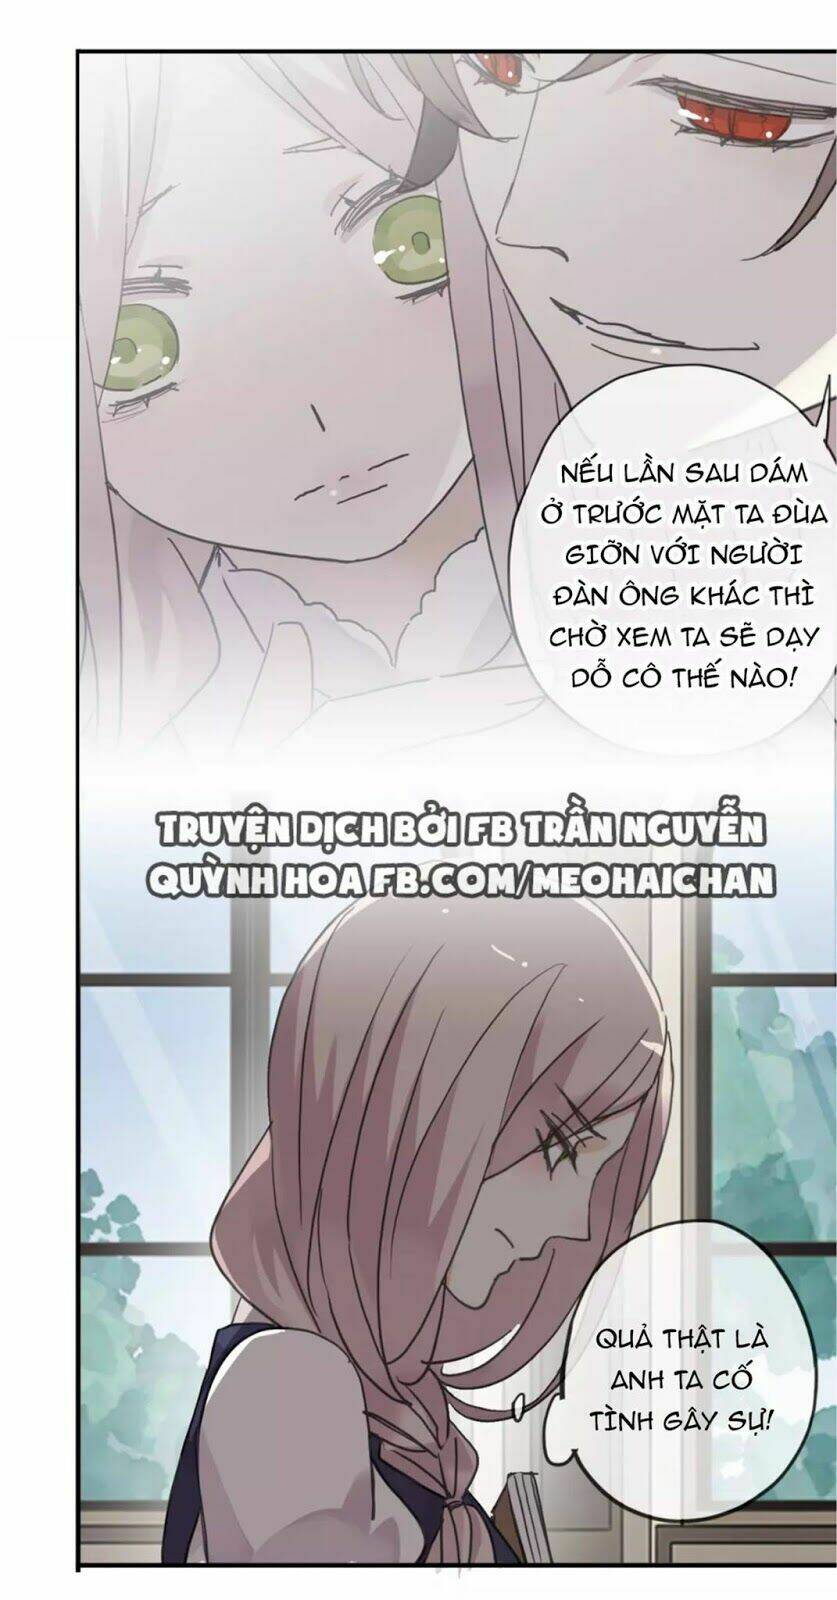 NẾU LẦN SAU DÁM
Ở TRƯỚC MẶT TA ĐÙA
GIỠN VỚI NGƯỜI
ĐÀN ÔNG KHÁC THÌ
CHỜ XEM TA SẼ DẠY
DỖ CÔ THẾ NÀO!
TRUYỆN DỊCH BỞI FB TRẦN NGUYỄN
QUỲNH HOA FB.COM/MEOHAICHAN
QUẢ THẬT LÀ
ANH TA CỐ
TÌNH GÂY SỰ!